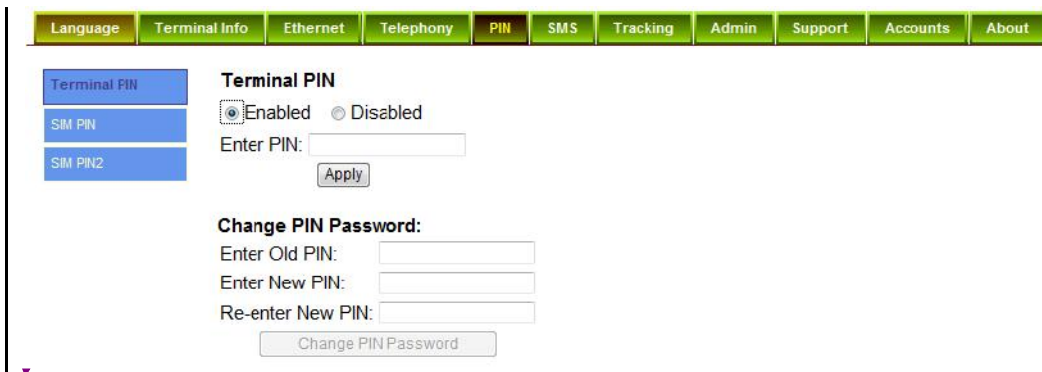 Language Terminal Info Ethernet Telephony PIN SMS Tracking Admin Support Accounts About
Terminal PIN
SIM PIN
SIM PIN2
Terminal PIN
Enabled Disabled
Enter PIN:
Apply
Change PIN Password:
Enter Old PIN:
Enter New PIN:
Re-enter New PIN:
Change PIN Password